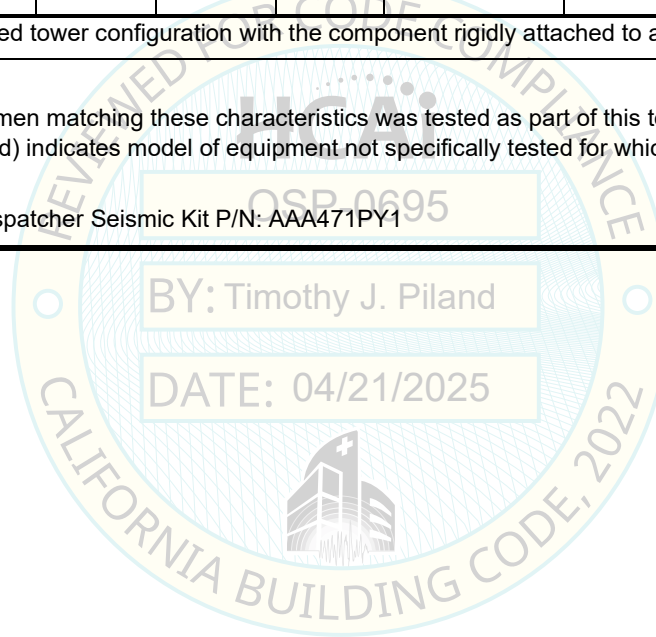 ed tower configuration with the component rigidly attached to a
REVIEWED FOR CODE COMPLIANCE
HCAi
men matching these characteristics was tested as part of this te
d) indicates model of equipment not specifically tested for whic
OSP-0695
spatcher Seismic Kit P/N: AAA471PY1
BY: Timothy J. Piland
DATE: 04/21/2025
CALIFORNIA BUILDING CODE, 2022